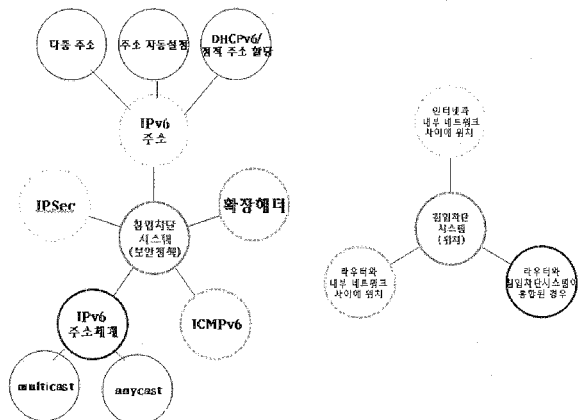 다중 주소
주소 자동설정
DHCPv6/
정적 주소 할당
IPv6
주소
IPSec
확장헤더
침입차단
시스템
(보안정책)
IPv6
주소체계
ICMPv6
multicast
anycast
인터넷과
내부 네트워크
사이에 위치
침입차단
시스템
(위치)
라우터와
내부 네트워크
사이에 위치
라우터와
침입차단시스템이
통합된 경우